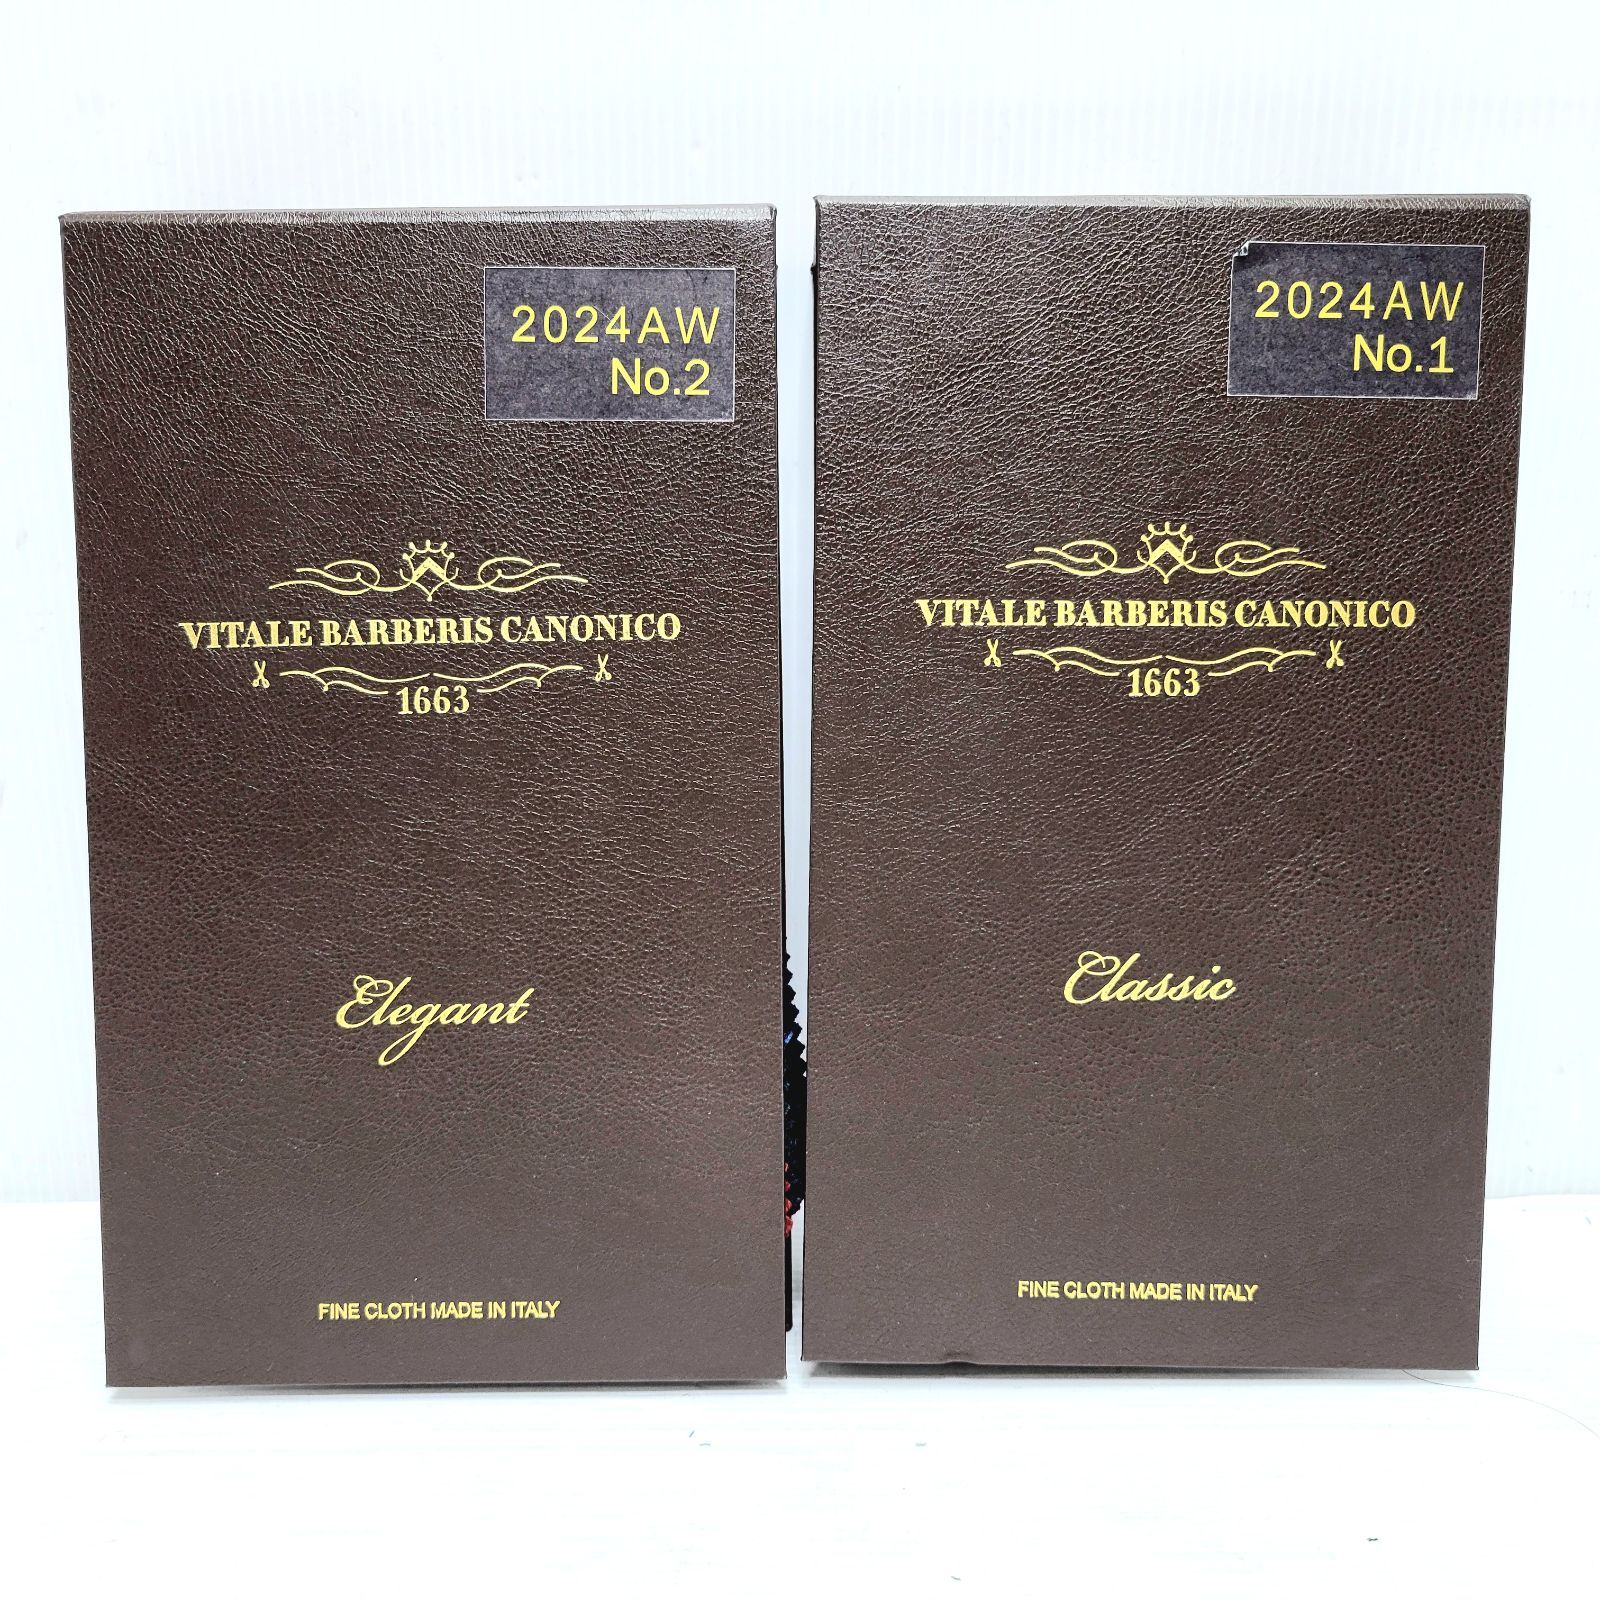 2024AW
No.2
VITALE BARBERIS CANONICO
1663
Elegant
FINE CLOTH MADE IN ITALY
2024AW
No.1
VITALE BARBERIS CANONICO
1663
Classic
FINE CLOTH MADE IN ITALY